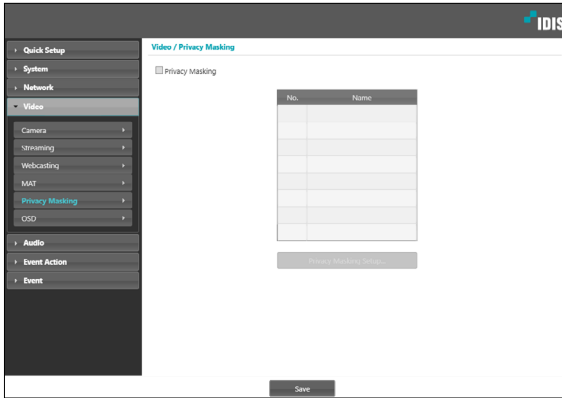 IDIS
Quick Setup
System
Network
Video
Camera
Streaming
Webcasting
MAT
Privacy Masking
OSD
Audio
Event Action
Event
Video / Privacy Masking
Privacy Masking
No. Name
Privacy Masking Setup...
Save